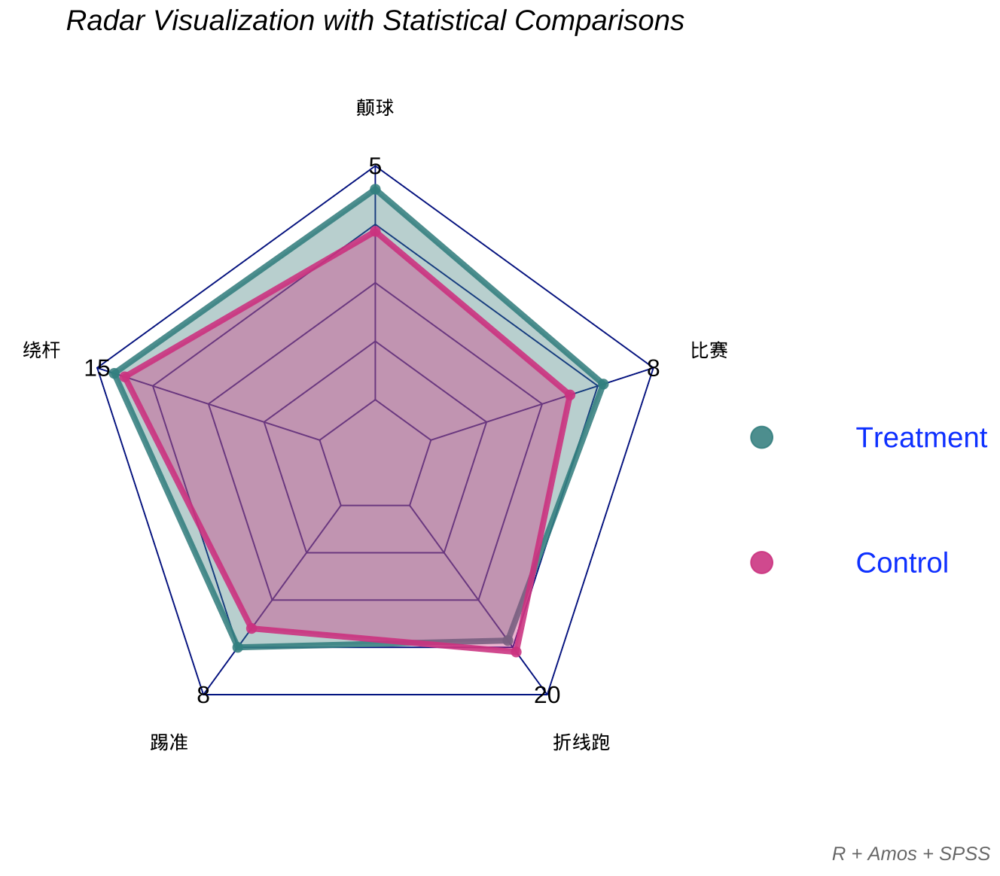 Radar Visualization with Statistical Comparisons
颠球
5
绕杆
15
比赛
8
Treatment
Control
8
20
踢准
折线跑
R + Amos + SPSS